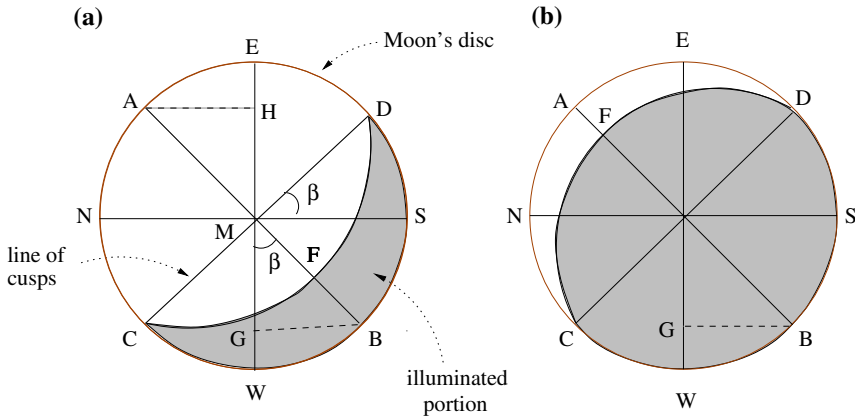 (a)
E
Moon's disc
A
H
D
N
M
β
S
β
F
line of
cusps
C
G
B
W
illuminated
portion
(b)
E
A
F
D
N
S
G
C
B
W